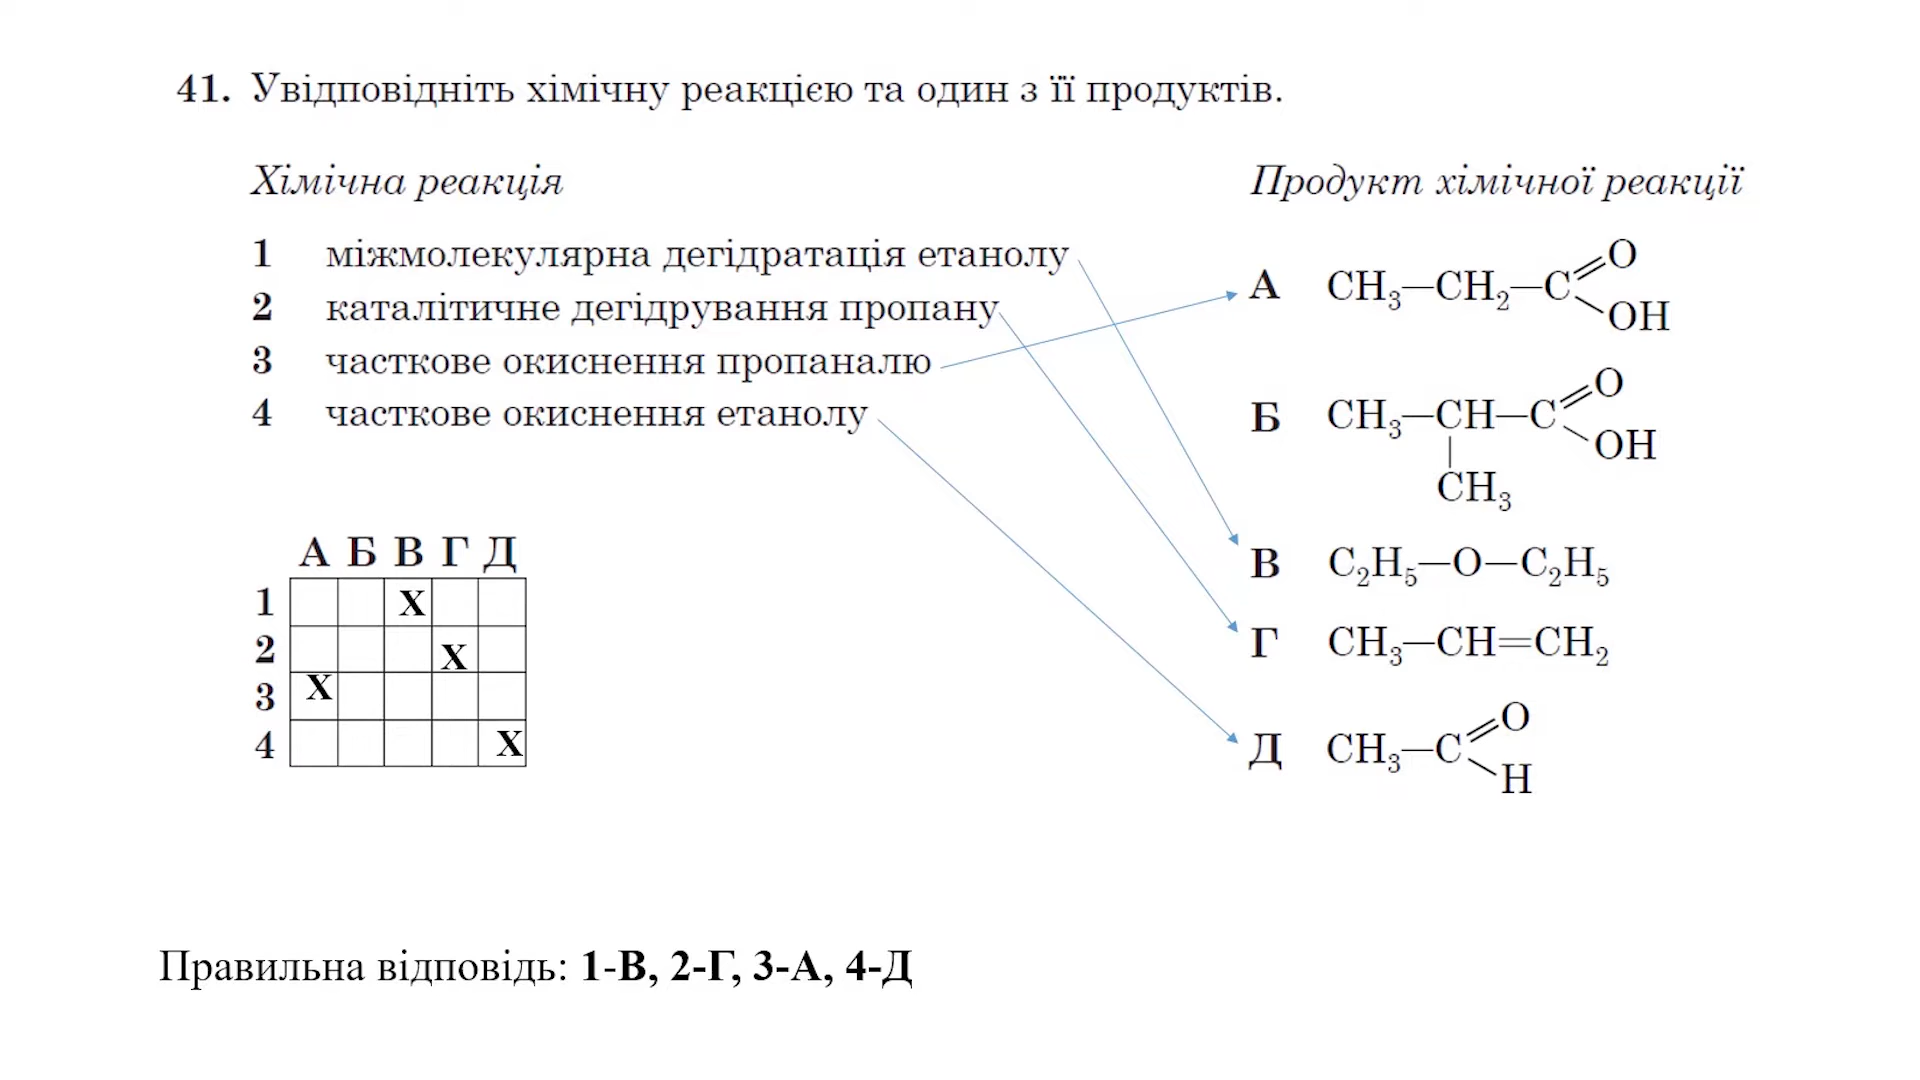 41. Увідповідніть хімічну реакцією та один з її продуктів.
Хімічна реакція
1 міжмолекулярна дегідратація етанолу
2 каталітичне дегідрування пропану
3 часткове окиснення пропаналю
4 часткове окиснення етанолу
Продукт хімічної реакції
А CH₃—CH₂—C=O
OH
Б CH₃—CH—C=O
OH
CH₃
В C₂H₅—O—C₂H₅
Г CH₃—CH=CH₂
Д CH₃—C=O
H
А Б В Г Д
1 X
2 X
3 X
4 X
Правильна відповідь: 1-В, 2-Г, 3-А, 4-Д